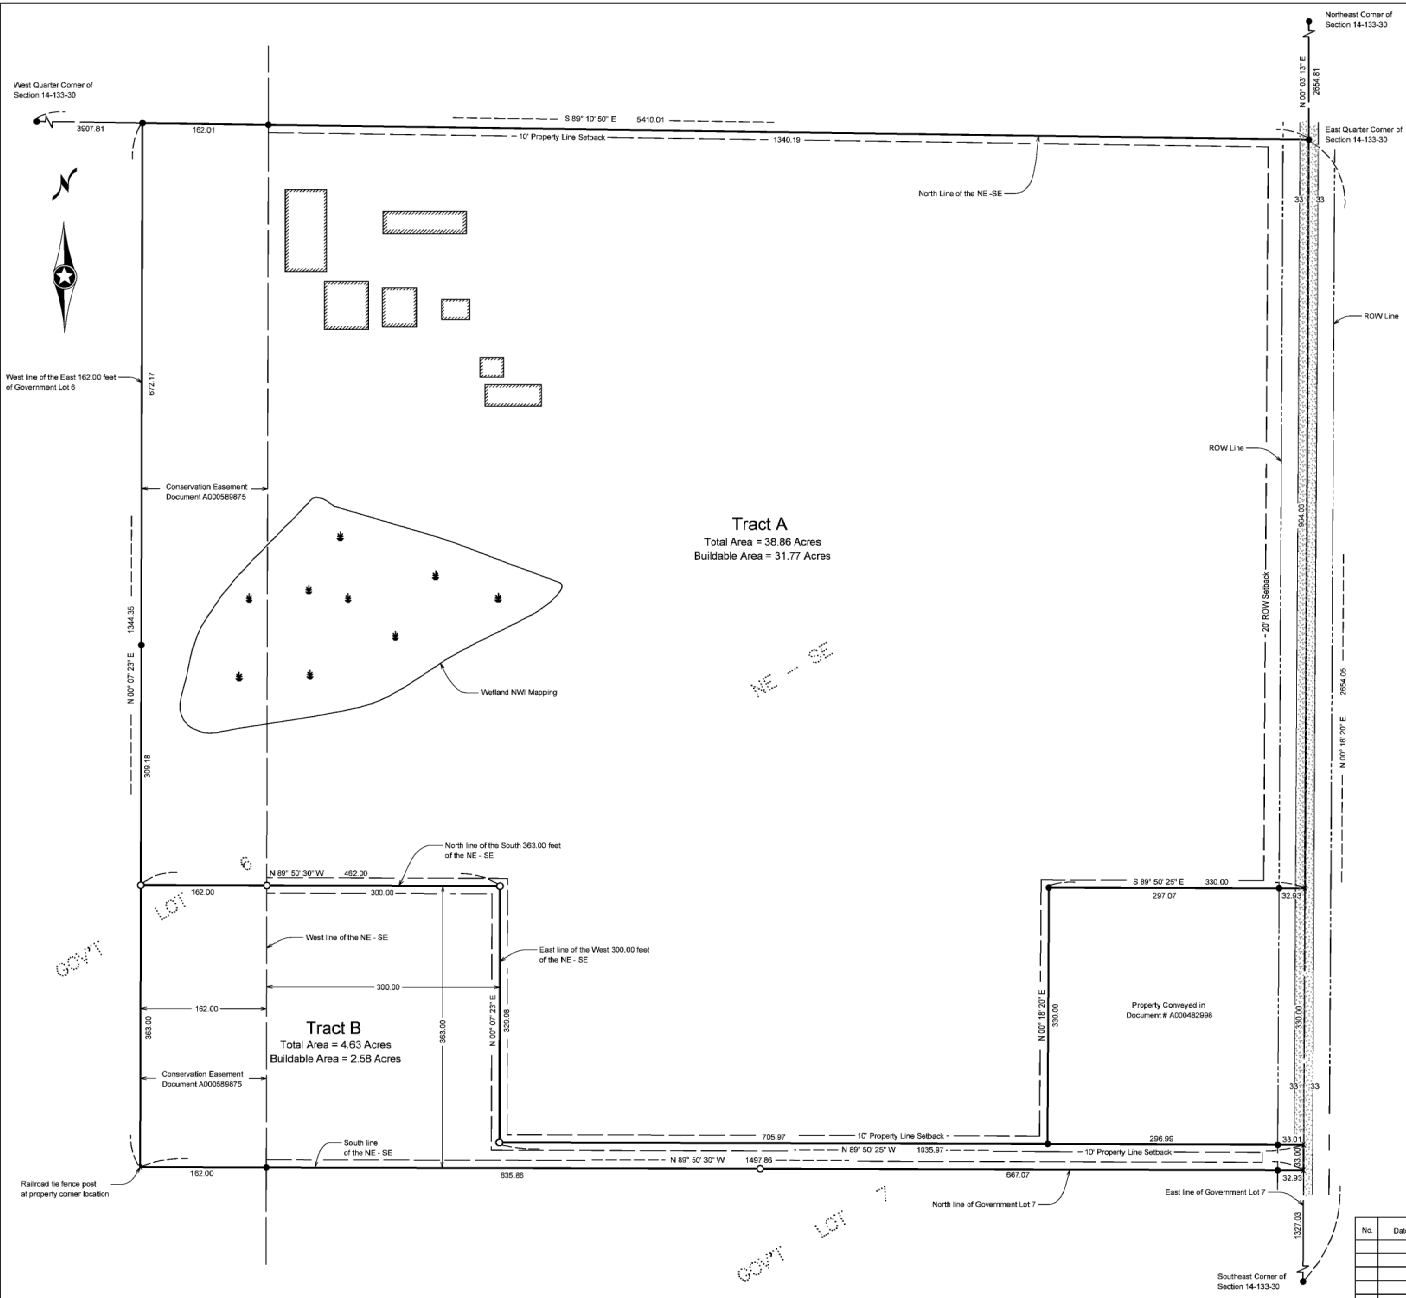 Northeast Corner of
Section 14-133-30
N 00° 03' 13" E
2654.81
West Quarter Corner of
Section 14-133-30
3907.81
162.01
S 89° 10' 50" E 5410.01
10' Property Line Setback
1340.19
East Quarter Corner of
Section 14-133-30
North Line of the NE -SE
33
33
N
ROW Line
West line of the East 162.00 feet
of Government Lot 6
672.17
ROW Line
Conservation Easement
Document A000589875
Tract A
Total Area = 38.86 Acres
Buildable Area = 31.77 Acres
964.03
20' ROW Setback
N 00° 07' 23" E 1344.35
NE - SE
Wetland NWI Mapping
N 00° 18' 20" E 2654.05
309.18
North line of the South 363.00 feet
of the NE - SE
6
N 89° 50' 30" W 462.00
162.00
300.00
S 89° 50' 25" E 330.00
297.07
32.93
GOV'T LOT
West line of the NE - SE
East line of the West 300.00 feet
of the NE - SE
300.00
162.00
363.00
363.00
N 00° 07' 23" E
N 00° 18' 20" E
330.00
Property Conveyed in
Document # A000482996
330.00
Tract B
Total Area = 4.63 Acres
Buildable Area = 2.58 Acres
Conservation Easement
Document A000589875
33
33
705.97
10' Property Line Setback
296.99
33.01
South line
of the NE - SE
N 89° 50' 25" W 1035.97
10' Property Line Setback
33.00
N 89° 50' 30" W 1497.86
162.00
635.86
667.07
32.93
Railroad tie fence post
at property corner location
North line of Government Lot 7
East line of Government Lot 7
GOV'T LOT 7
1327.03
No.
Southeast Corner of
Section 14-133-30